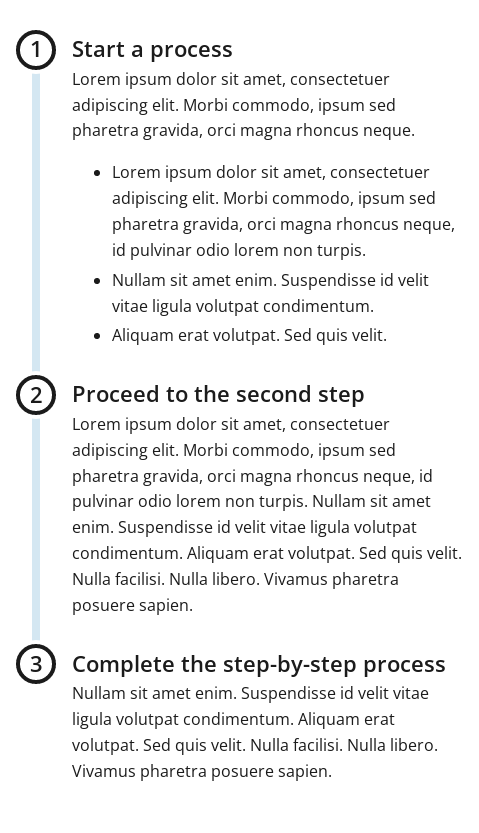 1 Start a process
Lorem ipsum dolor sit amet, consectetuer
adipiscing elit. Morbi commodo, ipsum sed
pharetra gravida, orci magna rhoncus neque.
• Lorem ipsum dolor sit amet, consectetuer
adipiscing elit. Morbi commodo, ipsum sed
pharetra gravida, orci magna rhoncus neque,
id pulvinar odio lorem non turpis.
• Nullam sit amet enim. Suspendisse id velit
vitae ligula volutpat condimentum.
• Aliquam erat volutpat. Sed quis velit.
2 Proceed to the second step
Lorem ipsum dolor sit amet, consectetuer
adipiscing elit. Morbi commodo, ipsum sed
pharetra gravida, orci magna rhoncus neque, id
pulvinar odio lorem non turpis. Nullam sit amet
enim. Suspendisse id velit vitae ligula volutpat
condimentum. Aliquam erat volutpat. Sed quis velit.
Nulla facilisi. Nulla libero. Vivamus pharetra
posuere sapien.
3 Complete the step-by-step process
Nullam sit amet enim. Suspendisse id velit vitae
ligula volutpat condimentum. Aliquam erat
volutpat. Sed quis velit. Nulla facilisi. Nulla libero.
Vivamus pharetra posuere sapien.